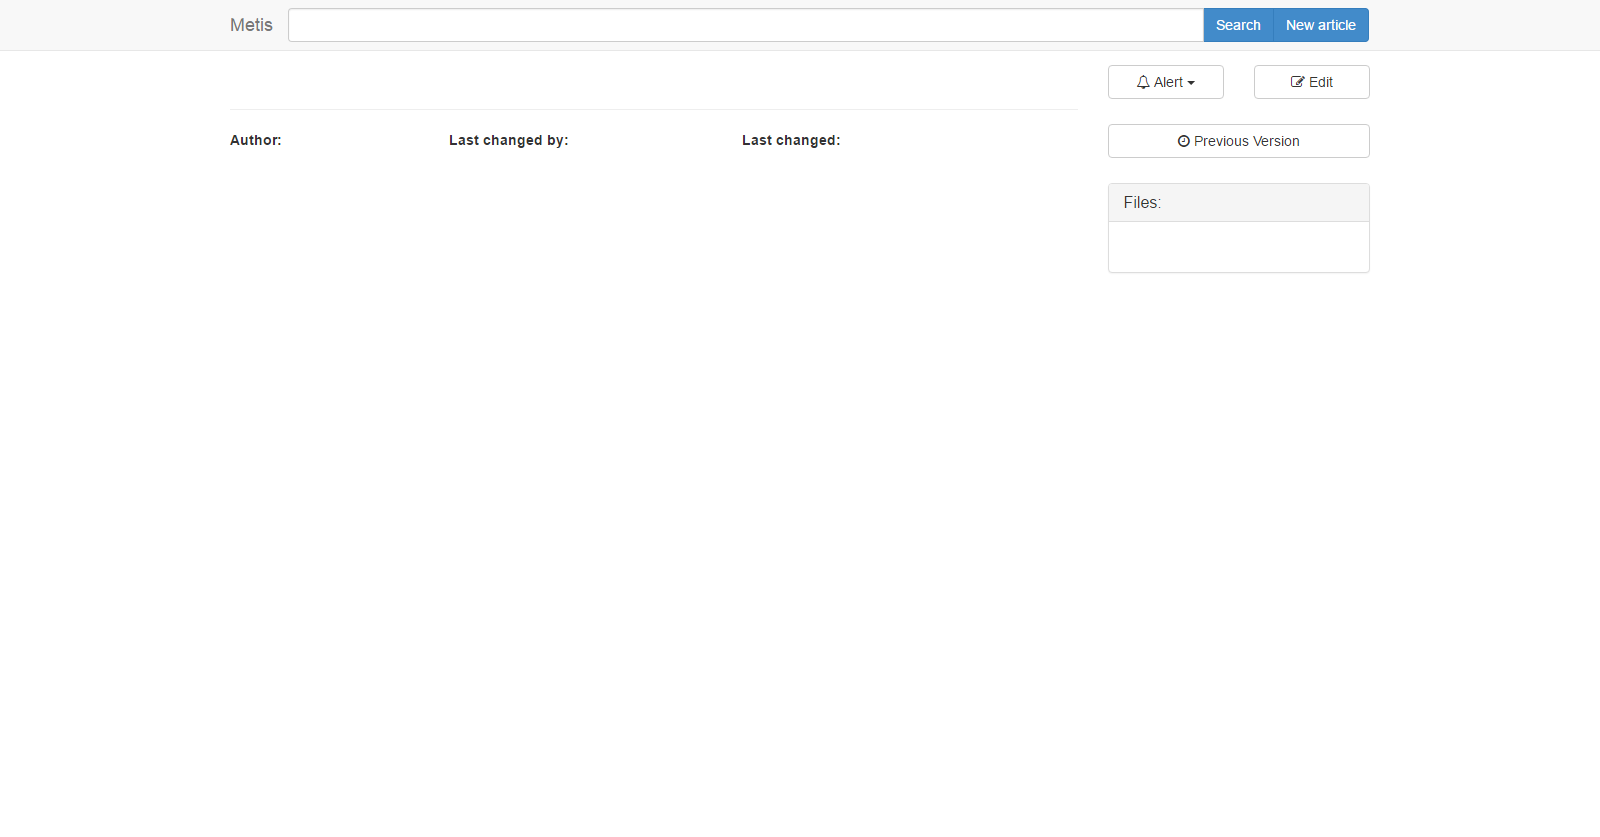 Metis Search New article
Alert Edit
Author: Last changed by: Last changed:
Previous Version
Files: